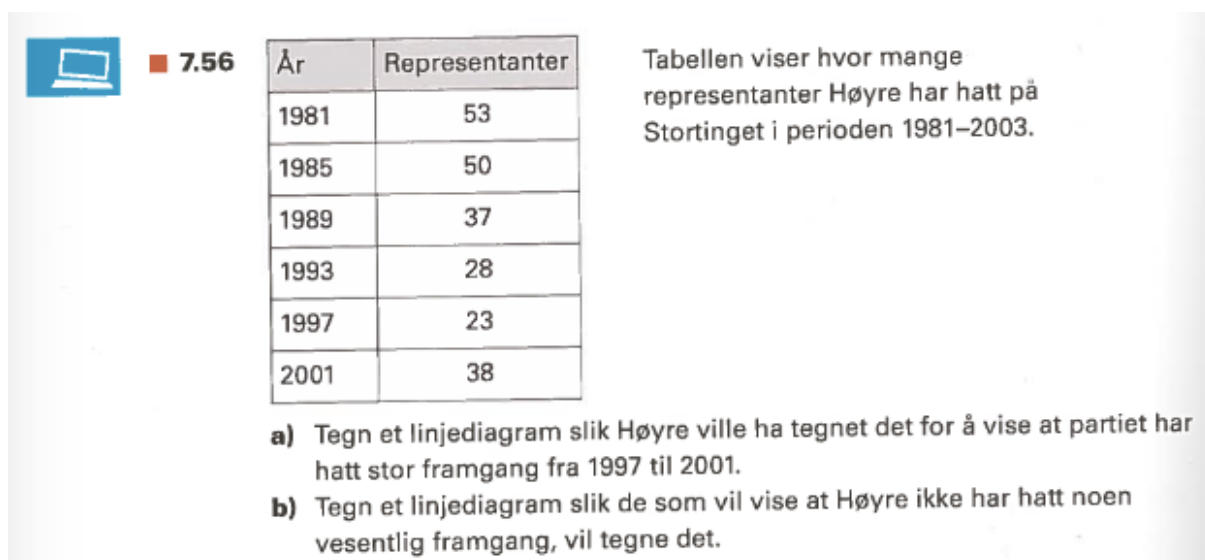 7.56
År Representanter
1981 53
1985 50
1989 37
1993 28
1997 23
2001 38
Tabellen viser hvor mange
representanter Høyre har hatt på
Stortinget i perioden 1981–2003.
a) Tegn et linjediagram slik Høyre ville ha tegnet det for å vise at partiet har
hatt stor framgang fra 1997 til 2001.
b) Tegn et linjediagram slik de som vil vise at Høyre ikke har hatt noen
vesentlig framgang, vil tegne det.